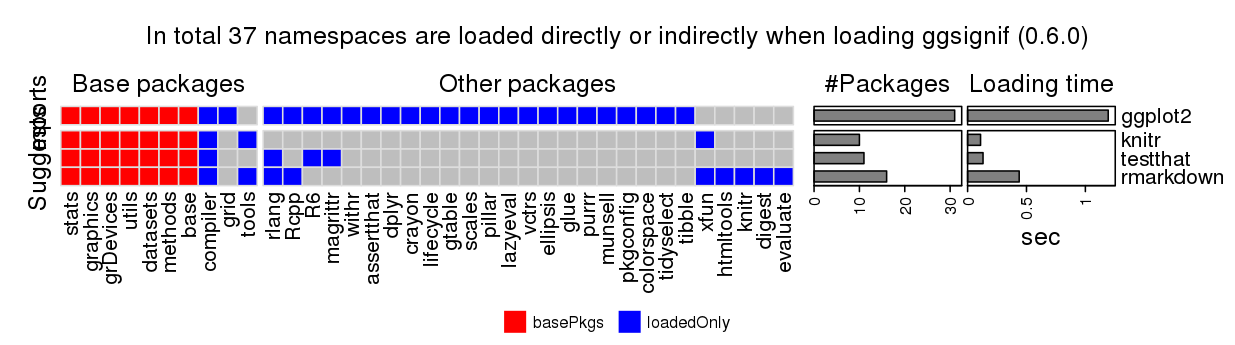 In total 37 namespaces are loaded directly or indirectly when loading ggsignif (0.6.0)
Base packages
Other packages
#Packages
Loading time
Imports
Suggests
ggplot2
knitr
testthat
rmarkdown
stats
graphics
grDevices
utils
datasets
methods
base
compiler
grid
tools
rlang
Rcpp
R6
magrittr
withr
assertthat
dplyr
crayon
lifecycle
gtable
scales
pillar
lazyeval
vctrs
ellipsis
glue
purrr
munsell
pkgconfig
colorspace
tidyselect
tibble
xfun
htmltools
knitr
digest
evaluate
0
10
20
30
0
0.5
1
sec
basePkgs
loadedOnly